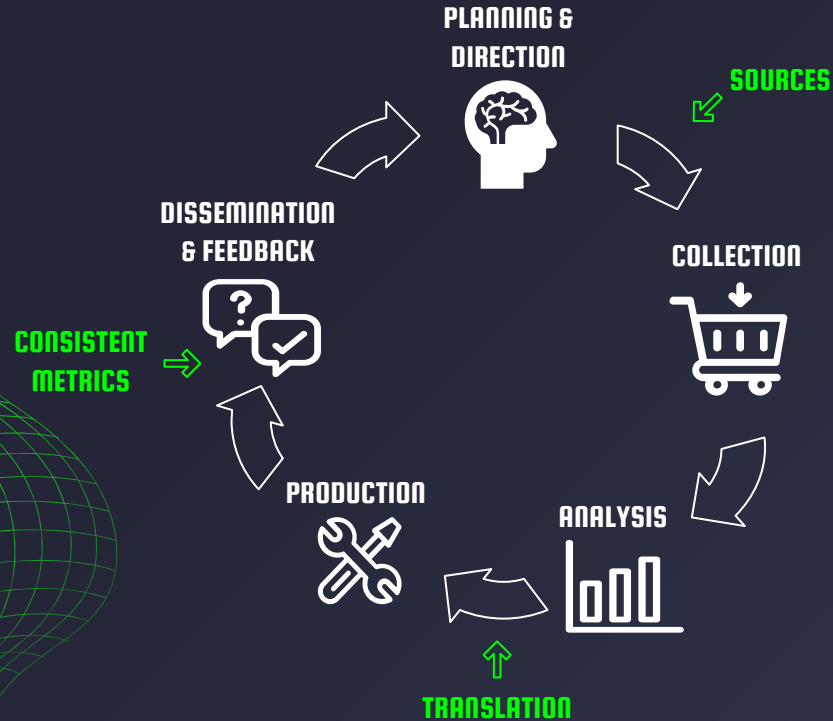 PLANNING &
DIRECTION
SOURCES
DISSEMINATION
& FEEDBACK
COLLECTION
?
CONSISTENT
METRICS
PRODUCTION
ANALYSIS
TRANSLATION